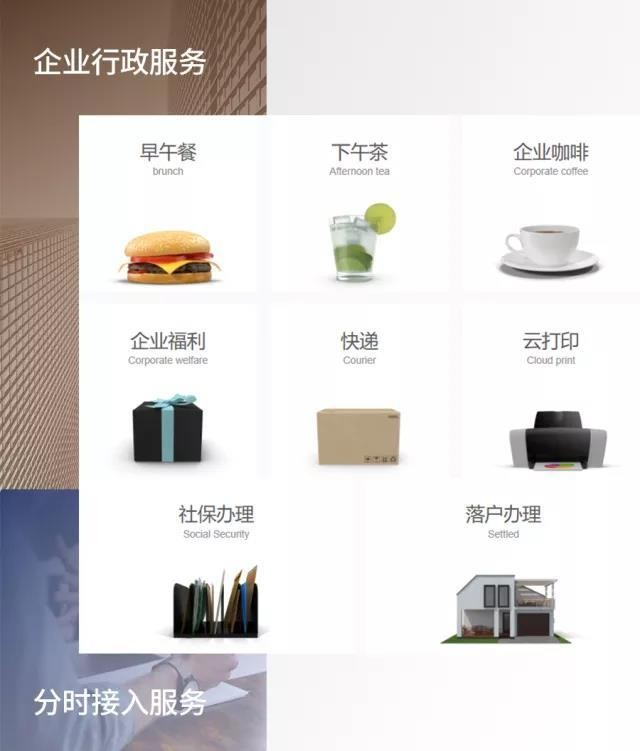 企业行政服务
早午餐
brunch
下午茶
Afternoon tea
企业咖啡
Corporate coffee
企业福利
Corporate welfare
快递
Courier
云打印
Cloud print
社保办理
Social Security
落户办理
Settled
分时接入服务